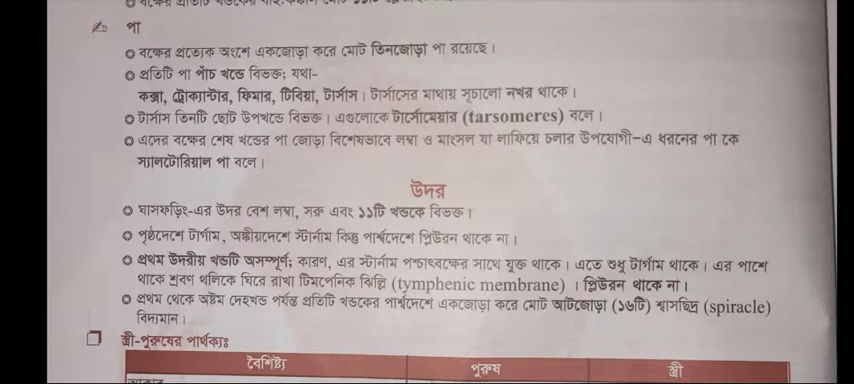 পা
বক্ষের প্রত্যেক অংশে একজোড়া করে মোট তিনজোড়া পা রয়েছে।
প্রতিটি পা পাঁচ খন্ডে বিভক্ত; যথা-
কক্সা, ট্রোক্যান্টার, ফিমার, টিবিয়া, টার্সাস। টার্সাসের মাথায় সূচালো নখর থাকে।
টার্সাস তিনটি ছোট উপখন্ডে বিভক্ত। এগুলোকে টার্সোমেয়ার (tarsomeres) বলে।
এদের বক্ষের শেষ খন্ডের পা জোড়া বিশেষভাবে লম্বা ও মাংসল যা লাফিয়ে চলার উপযোগী-এ ধরনের পা কে
স্যালটোরিয়াল পা বলে।
উদর
ঘাসফড়িং-এর উদর বেশ লম্বা, সরু এবং ১১টি খন্ডকে বিভক্ত।
পৃষ্ঠদেশে টার্গাম, অঙ্কীয়দেশে স্টার্নাম কিন্তু পার্শ্বদেশে প্লিউরন থাকে না।
প্রথম উদরীয় খন্ডটি অসম্পূর্ণ; কারণ, এর স্টার্নাম পশ্চাৎবক্ষের সাথে যুক্ত থাকে। এতে শুধু টার্গাম থাকে। এর পাশে
থাকে শ্রবণ থলিকে ঘিরে রাখা টিমপেনিক ঝিল্লি (tymphenic membrane) । প্লিউরন থাকে না।
প্রথম থেকে অষ্টম দেহখন্ড পর্যন্ত প্রতিটি খন্ডকের পার্শ্বদেশে একজোড়া করে মোট আটজোড়া (১৬টি) শ্বাসছিদ্র (spiracle)
বিদ্যমান।
স্ত্রী-পুরুষের পার্থক্যঃ
বৈশিষ্ট্য পুরুষ স্ত্রী